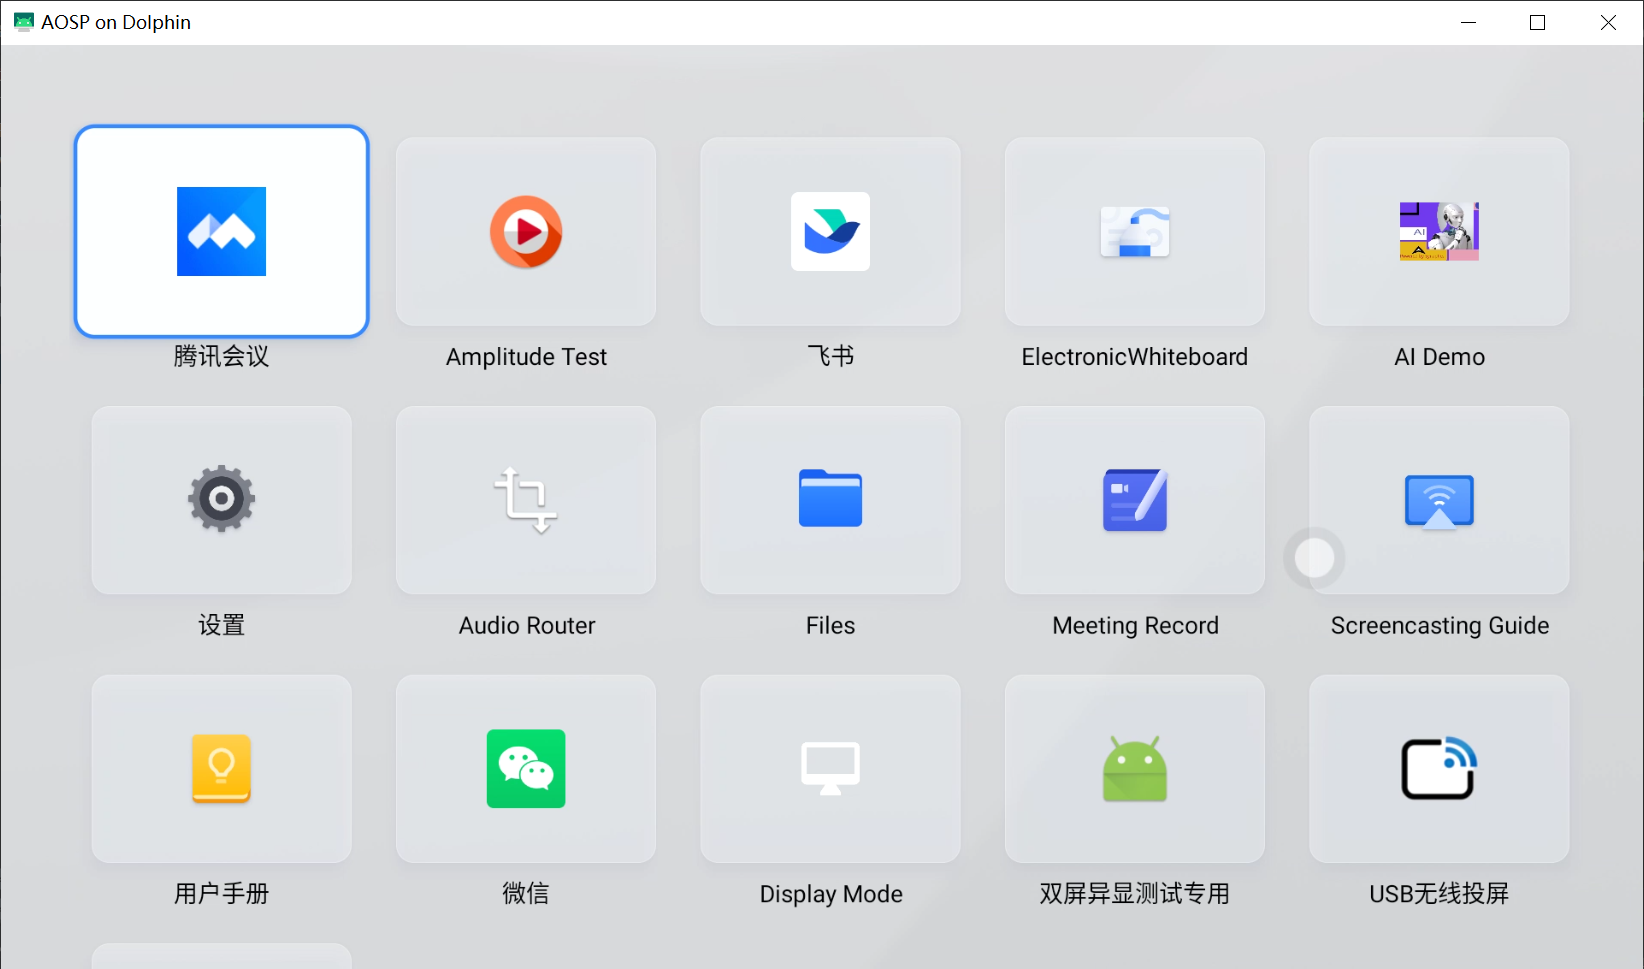 AOSP on Dolphin
腾讯会议
Amplitude Test
飞书
ElectronicWhiteboard
AI
AI Demo
设置
Audio Router
Files
Meeting Record
Screencasting Guide
用户手册
微信
Display Mode
双屏异显测试专用
USB无线投屏